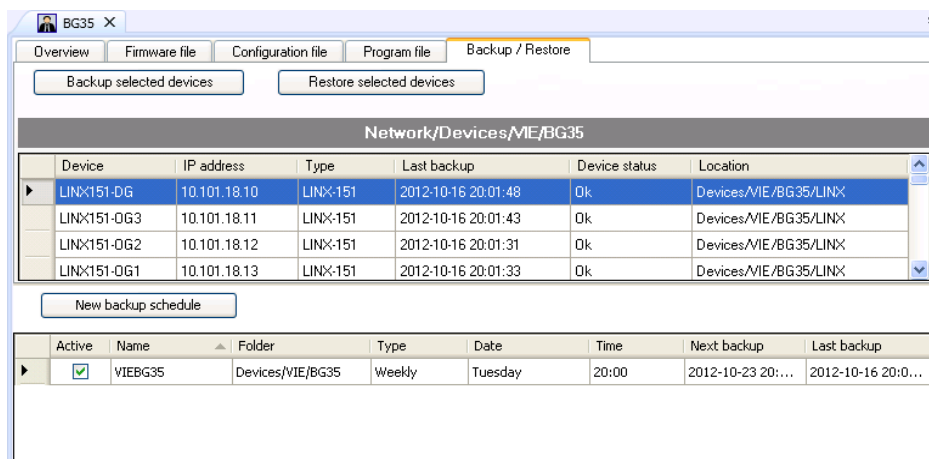 BG35 X
Overview Firmware file Configuration file Program file Backup / Restore
Backup selected devices Restore selected devices
Network/Devices/VIE/BG35
Device IP address Type Last backup Device status Location
LINX151-DG 10.101.18.10 LINX-151 2012-10-16 20:01:48 Ok Devices/VIE/BG35/LINX
LINX151-OG3 10.101.18.11 LINX-151 2012-10-16 20:01:43 Ok Devices/VIE/BG35/LINX
LINX151-OG2 10.101.18.12 LINX-151 2012-10-16 20:01:31 Ok Devices/VIE/BG35/LINX
LINX151-OG1 10.101.18.13 LINX-151 2012-10-16 20:01:33 Ok Devices/VIE/BG35/LINX
New backup schedule
Active Name Folder Type Date Time Next backup Last backup
VIEBG35 Devices/VIE/BG35 Weekly Tuesday 20:00 2012-10-23 20:... 2012-10-16 20:0...